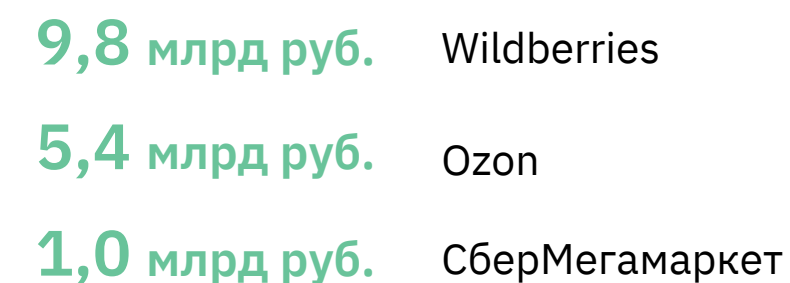 9,8 млрд руб. Wildberries
5,4 млрд руб. Ozon
1,0 млрд руб. СберМегамаркет